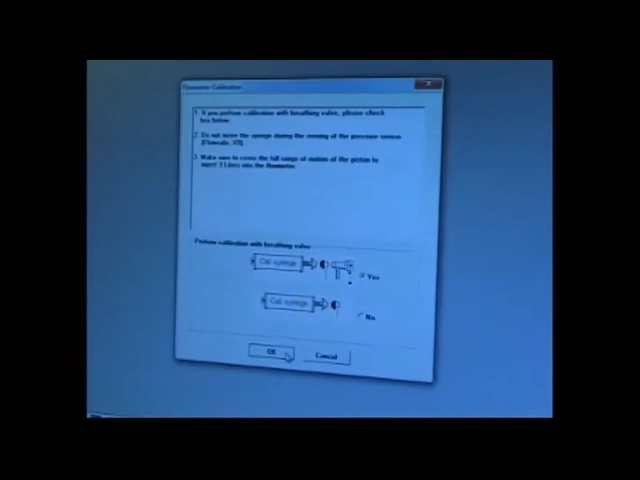 Flowmeter Calibration
1. If you perform calibration with breathing valve, please check
box below.
2. Do not move the syringe during the zeroing of the pressure sensor
3. Make sure to cover the full range of motion of the piston to
inject 3 Liters into the flowmeter.
Perform calibration with breathing valve
Cal. syringe
Yes
Cal. syringe
No
OK
Cancel